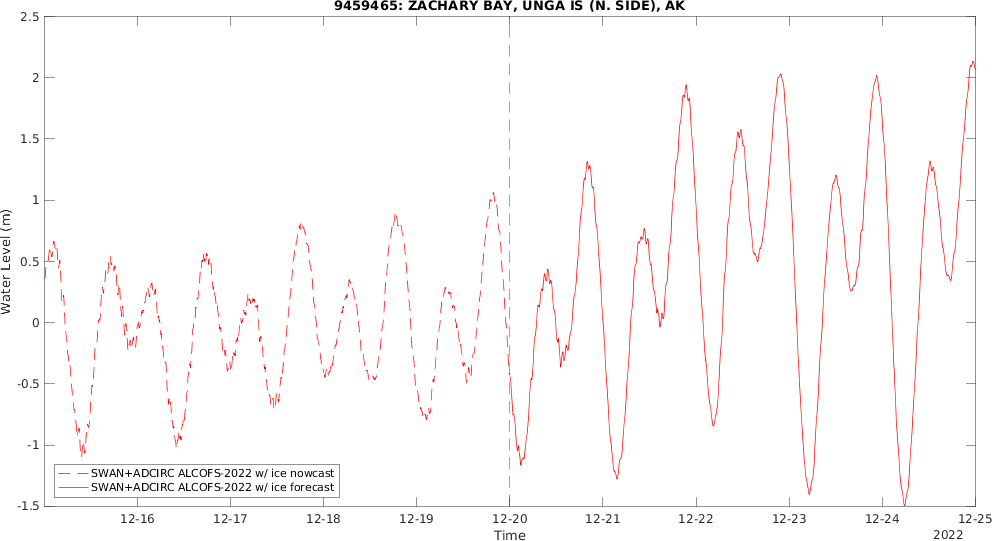 9459465: ZACHARY BAY, UNGA IS (N. SIDE), AK
2.5
2
1.5
1
0.5
0
-0.5
-1
-1.5
Water Level (m)
SWAN+ADCIRC ALCOFS-2022 w/ ice nowcast
SWAN+ADCIRC ALCOFS-2022 w/ ice forecast
12-16 12-17 12-18 12-19 12-20 12-21 12-22 12-23 12-24 12-25
Time
2022